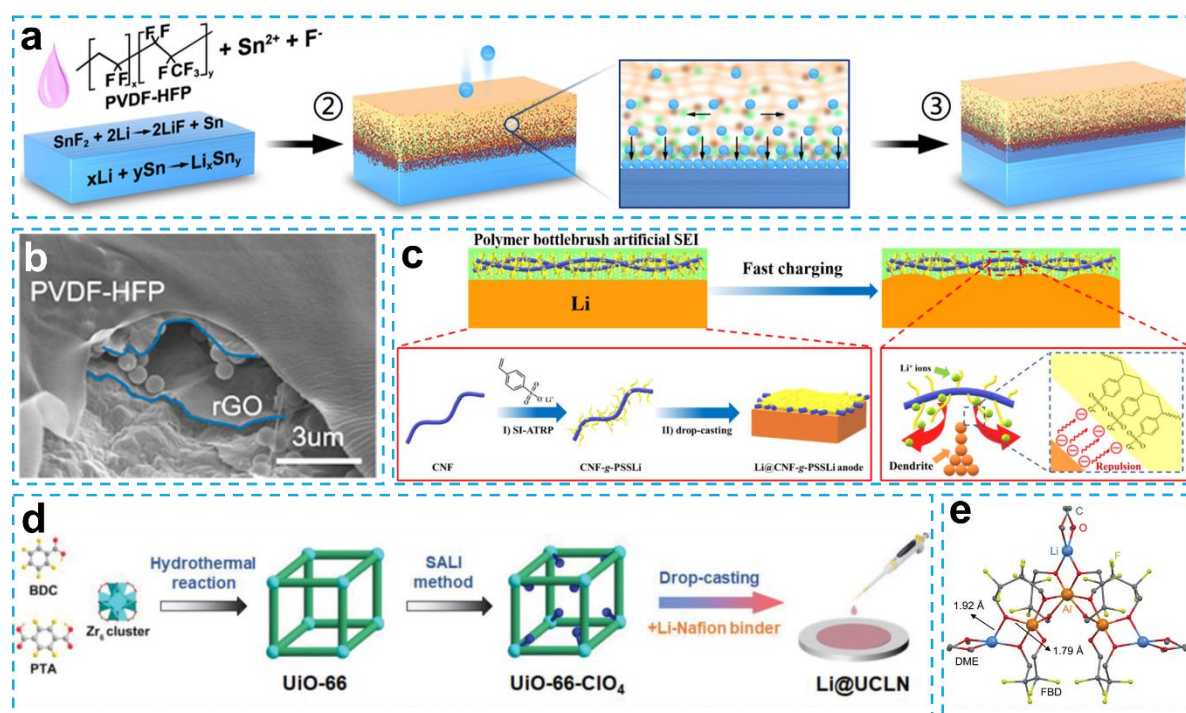 a
F F
+ Sn²⁺ + F⁻
F F x F CF₃ y
PVDF-HFP
SnF₂ + 2Li→2LiF + Sn
xLi + ySn→LiₓSnᵧ
②
③
b
PVDF-HFP
rGO
3um
c
Polymer bottlebrush artificial SEI
Fast charging
Li
I) SI-ATRP
II) drop-casting
CNF
CNF-g-PSSLi
Li@CNF-g-PSSLi anode
Li⁺ ions
Dendrite
Repulsion
d
BDC
PTA
Zr₆ cluster
Hydrothermal
reaction
UiO-66
SALI
method
UiO-66-ClO₄
Drop-casting
+Li-Nafion binder
Li@UCLN
e
C
O
Li
F
Al
1.92 Å
1.79 Å
DME
FBD